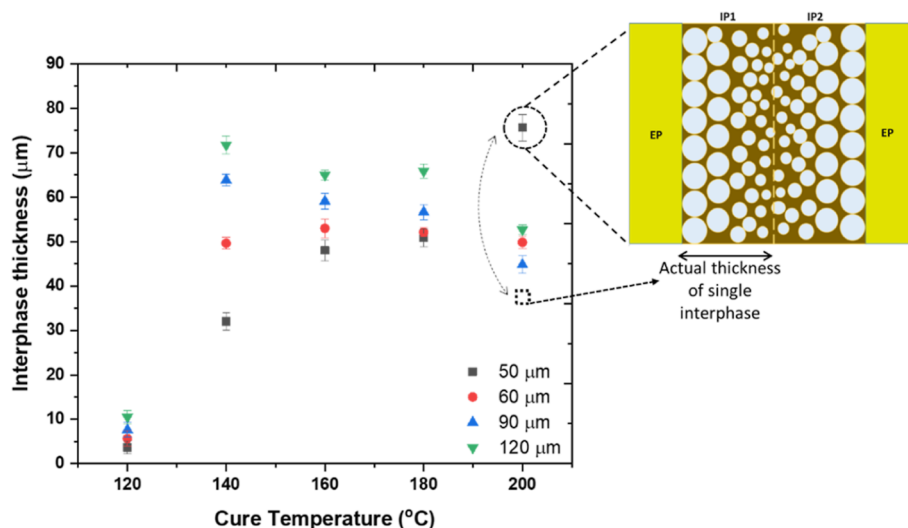 IP1 IP2
EP EP
Actual thickness
of single
interphase
Interphase thickness (μm)
90
80
70
60
50
40
30
20
10
0
120 140 160 180 200
Cure Temperature (°C)
50 μm
60 μm
90 μm
120 μm